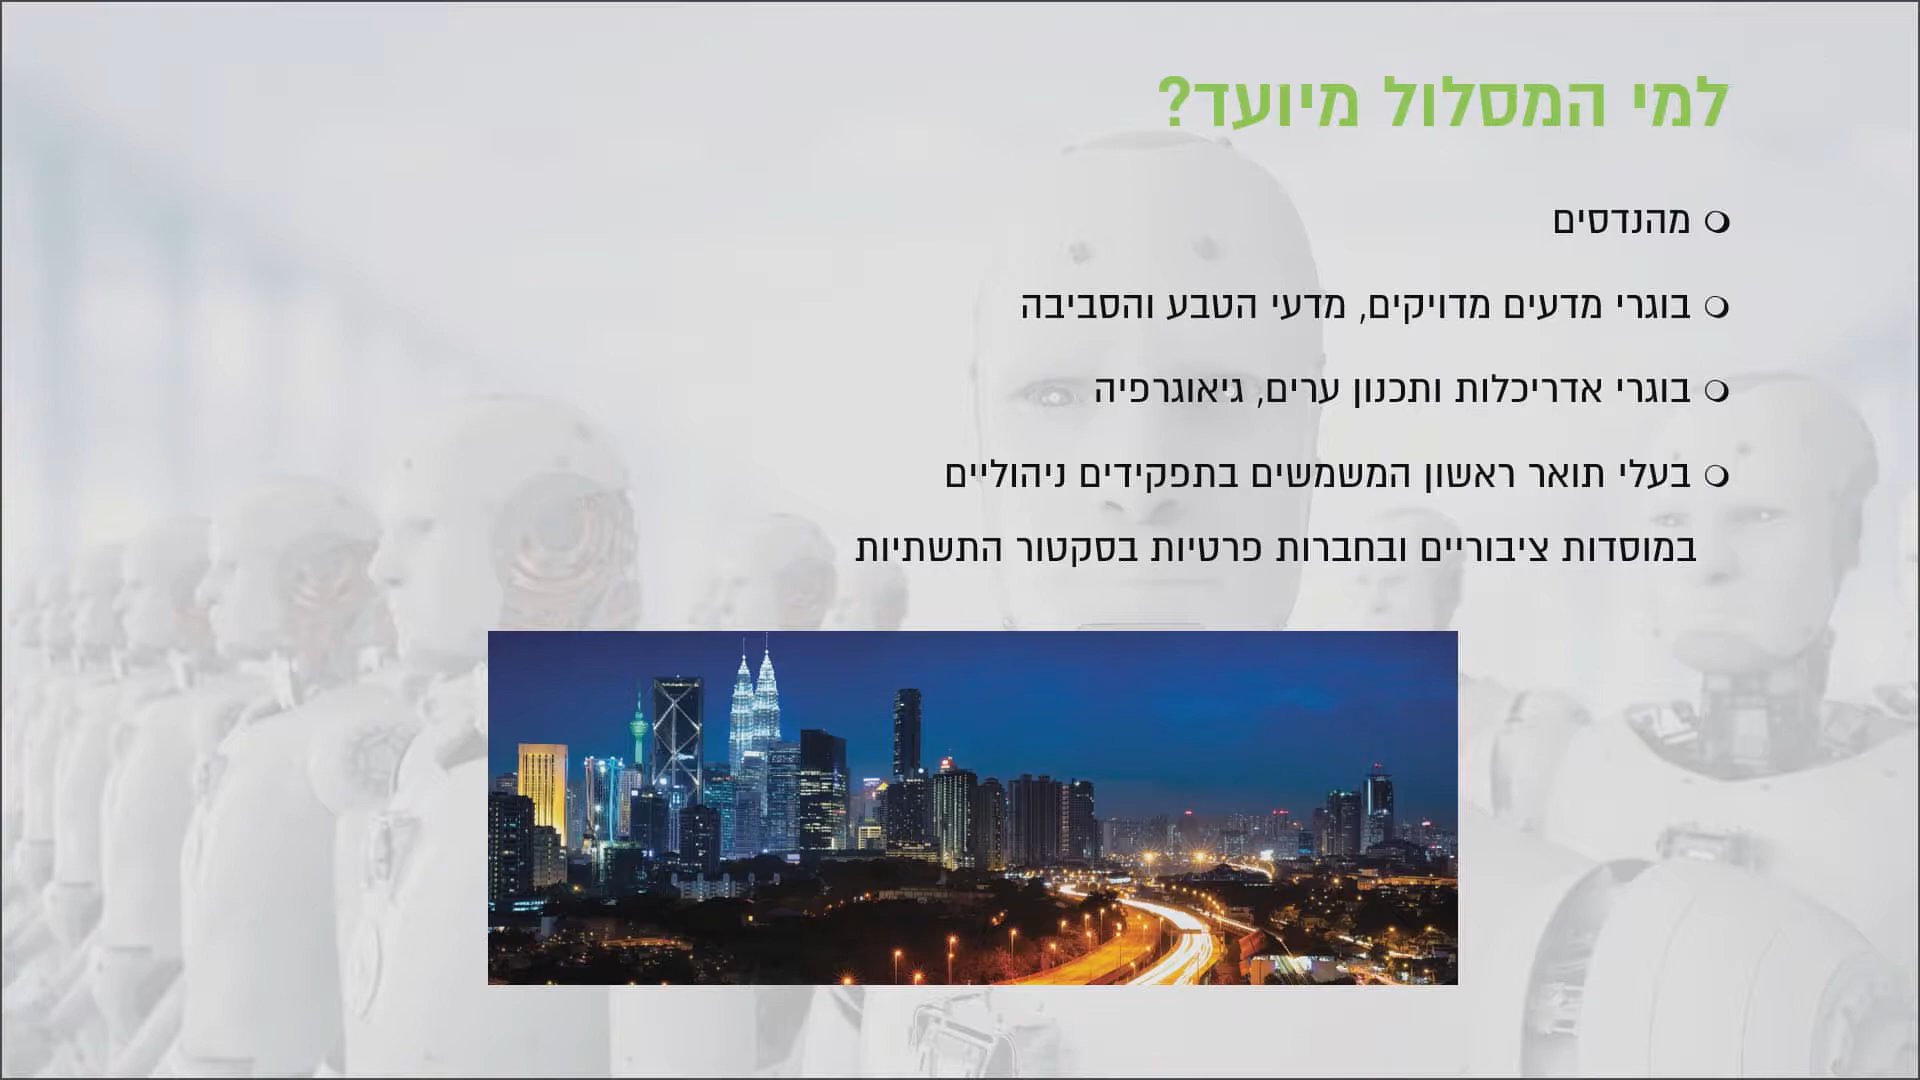 למי המסלול מיועד?
מהנדסים
בוגרי מדעים מדויקים, מדעי הטבע והסביבה
בוגרי אדריכלות ותכנון ערים, גיאוגרפיה
בעלי תואר ראשון המשמשים בתפקידים ניהוליים
במוסדות ציבוריים ובחברות פרטיות בסקטור התשתיות